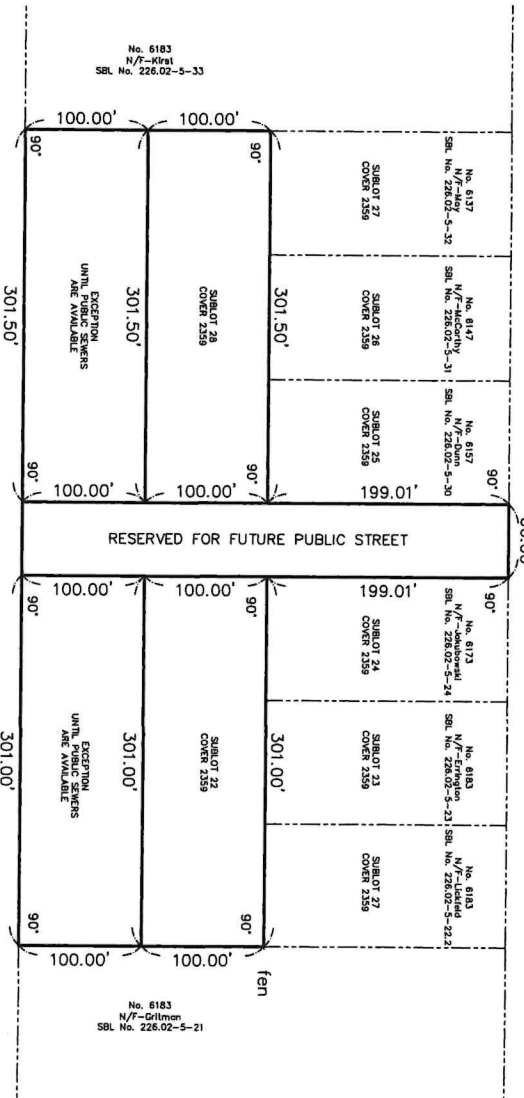 No. 6183
N/F-Kirst
SBL No. 226.02-5-33
100.00'
100.00'
90°
90°
No. 6137
N/F-May
SBL No. 226.02-5-32
SUBLOT 27
COVER 2359
No. 6147
N/F-McCarthy
SBL No. 226.02-5-31
SUBLOT 26
COVER 2359
No. 6157
N/F-Dunn
SBL No. 226.02-5-30
SUBLOT 25
COVER 2359
301.50'
SUBLOT 28
COVER 2359
301.50'
EXCEPTION
UNTIL PUBLIC SEWERS
ARE AVAILABLE
301.50'
90°
90°
90°
100.00'
100.00'
199.01'
RESERVED FOR FUTURE PUBLIC STREET
100.00'
100.00'
199.01'
90°
90°
90°
No. 6173
N/F-Jakubowski
SBL No. 226.02-5-24
SUBLOT 24
COVER 2359
No. 6183
N/F-Errington
SBL No. 226.02-5-23
SUBLOT 23
COVER 2359
No. 6183
N/F-Lickfeld
SBL No. 226.02-5-22.2
SUBLOT 27
COVER 2359
301.00'
SUBLOT 22
COVER 2359
301.00'
EXCEPTION
UNTIL PUBLIC SEWERS
ARE AVAILABLE
301.00'
90°
90°
100.00'
100.00'
fen
No. 6183
N/F-Gritman
SBL No. 226.02-5-21